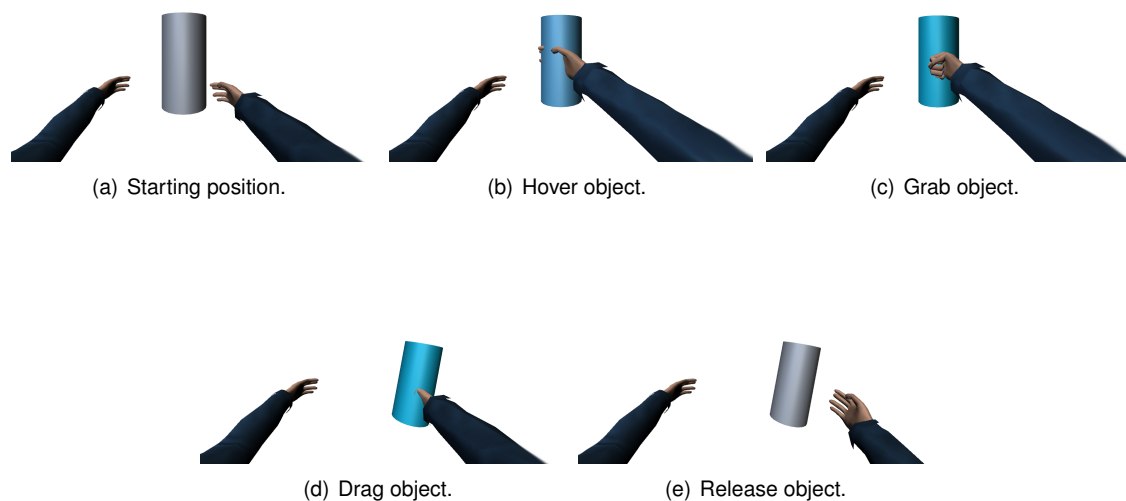 (a) Starting position.
(b) Hover object.
(c) Grab object.
(d) Drag object.
(e) Release object.